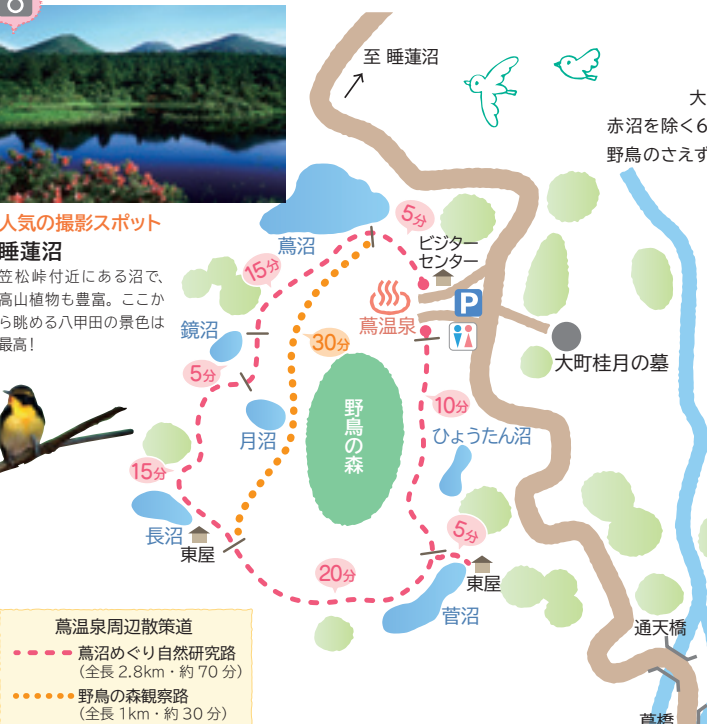 至 睡蓮沼
大
赤沼を除く6
野鳥のさえず
人気の撮影スポット
睡蓮沼
笠松峠付近にある沼で、
高山植物も豊富。ここか
ら眺める八甲田の景色は
最高!
蔦沼
5分
ビジター
センター
15分
P
蔦温泉
鏡沼
30分
大町桂月の墓
5分
野鳥の森
10分
月沼
ひょうたん沼
15分
長沼
東屋
5分
20分
東屋
菅沼
通天橋
蔦橋
蔦温泉周辺散策道
蔦沼めぐり自然研究路
(全長 2.8km・約 70 分)
野鳥の森観察路
(全長 1km・約 30 分)